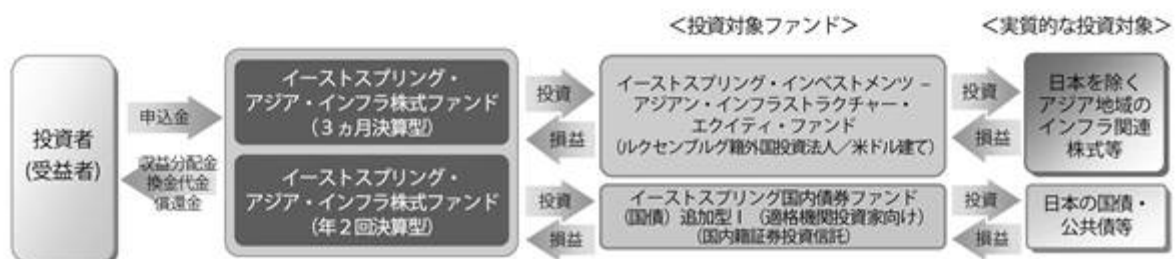 ＜投資対象ファンド＞
＜実質的な投資対象＞
投資者
(受益者)
申込金
収益分配金
換金代金
償還金
イーストスプリング・
アジア・インフラ株式ファンド
（３ヵ月決算型）
イーストスプリング・
アジア・インフラ株式ファンド
（年２回決算型）
投資
損益
投資
損益
イーストスプリング・インベストメンツ －
アジアン・インフラストラクチャー・
エクイティ・ファンド
（ルクセンブルグ籍外国投資法人／米ドル建て）
イーストスプリング国内債券ファンド
（国債）追加型Ⅰ（適格機関投資家向け）
（国内籍証券投資信託）
投資
損益
投資
損益
日本を除く
アジア地域の
インフラ関連
株式等
日本の国債・
公共債等